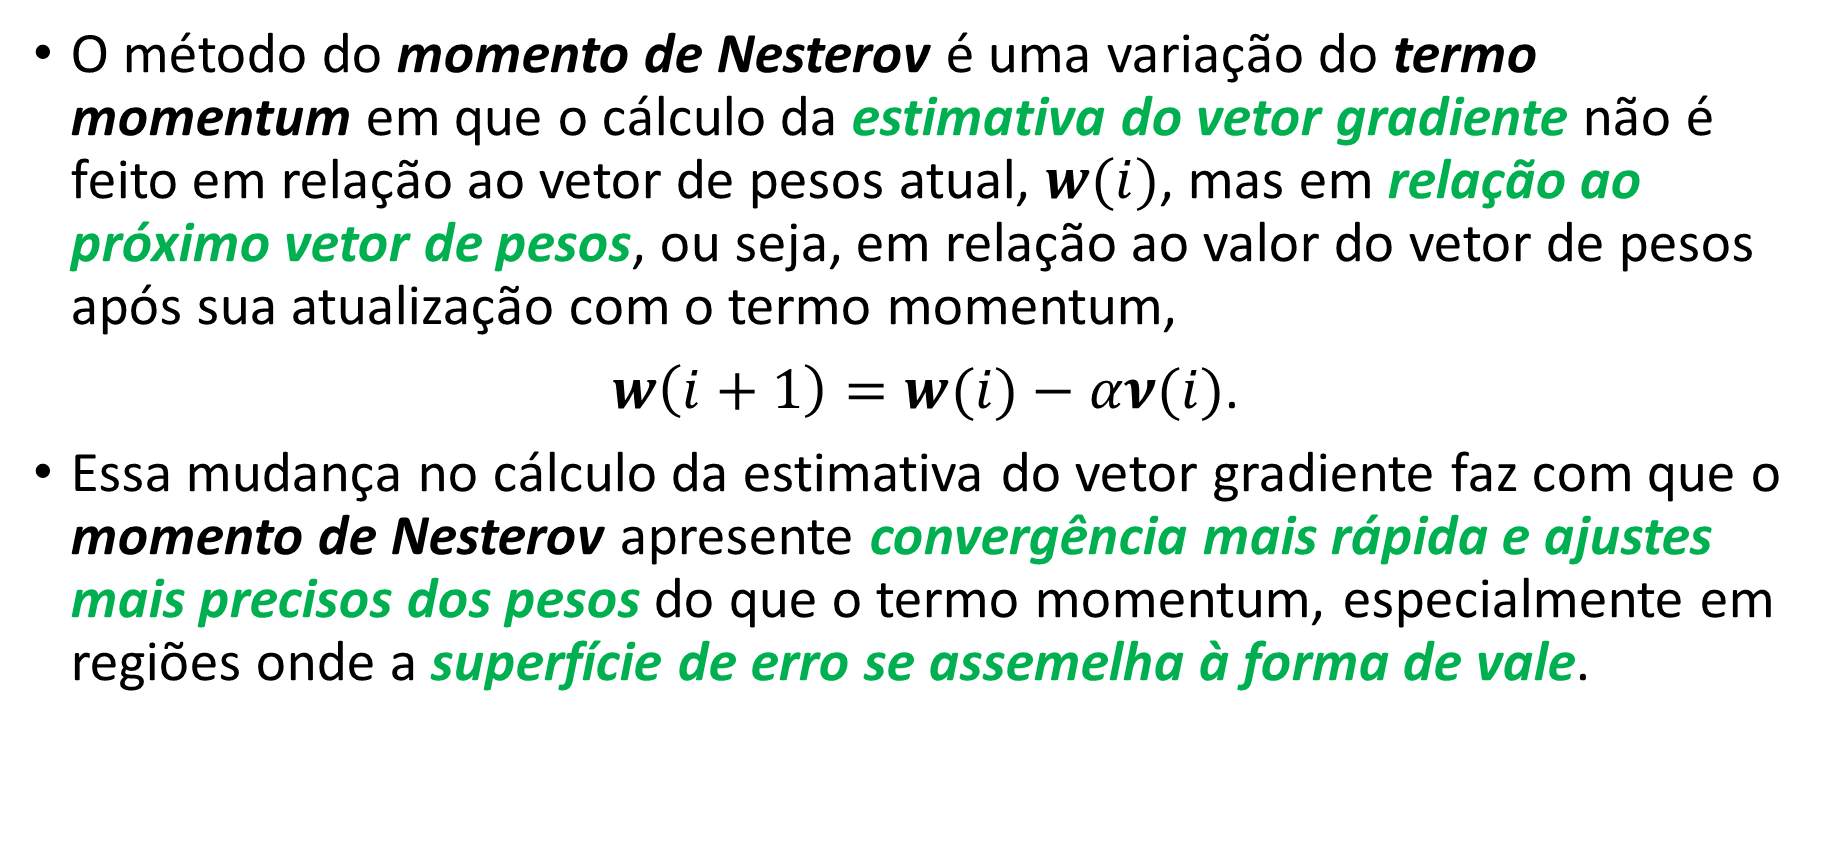 • O método do momento de Nesterov é uma variação do termo
momentum em que o cálculo da estimativa do vetor gradiente não é
feito em relação ao vetor de pesos atual, w(i), mas em relação ao
próximo vetor de pesos, ou seja, em relação ao valor do vetor de pesos
após sua atualização com o termo momentum,
w(i + 1) = w(i) − αν(i).
• Essa mudança no cálculo da estimativa do vetor gradiente faz com que o
momento de Nesterov apresente convergência mais rápida e ajustes
mais precisos dos pesos do que o termo momentum, especialmente em
regiões onde a superfície de erro se assemelha à forma de vale.